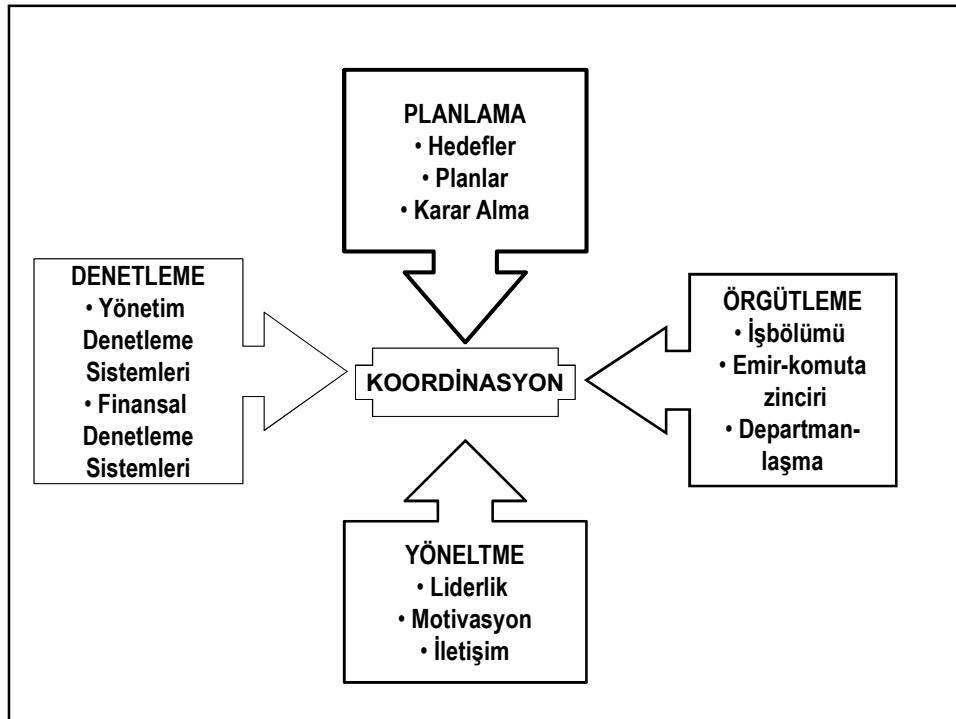 PLANLAMA
• Hedefler
• Planlar
• Karar Alma
DENETLEME
• Yönetim
Denetleme
Sistemleri
• Finansal
Denetleme
Sistemleri
KOORDİNASYON
ÖRGÜTLEME
• İşbölümü
• Emir-komuta
zinciri
• Departman-
laşma
YÖNELTME
• Liderlik
• Motivasyon
• İletişim